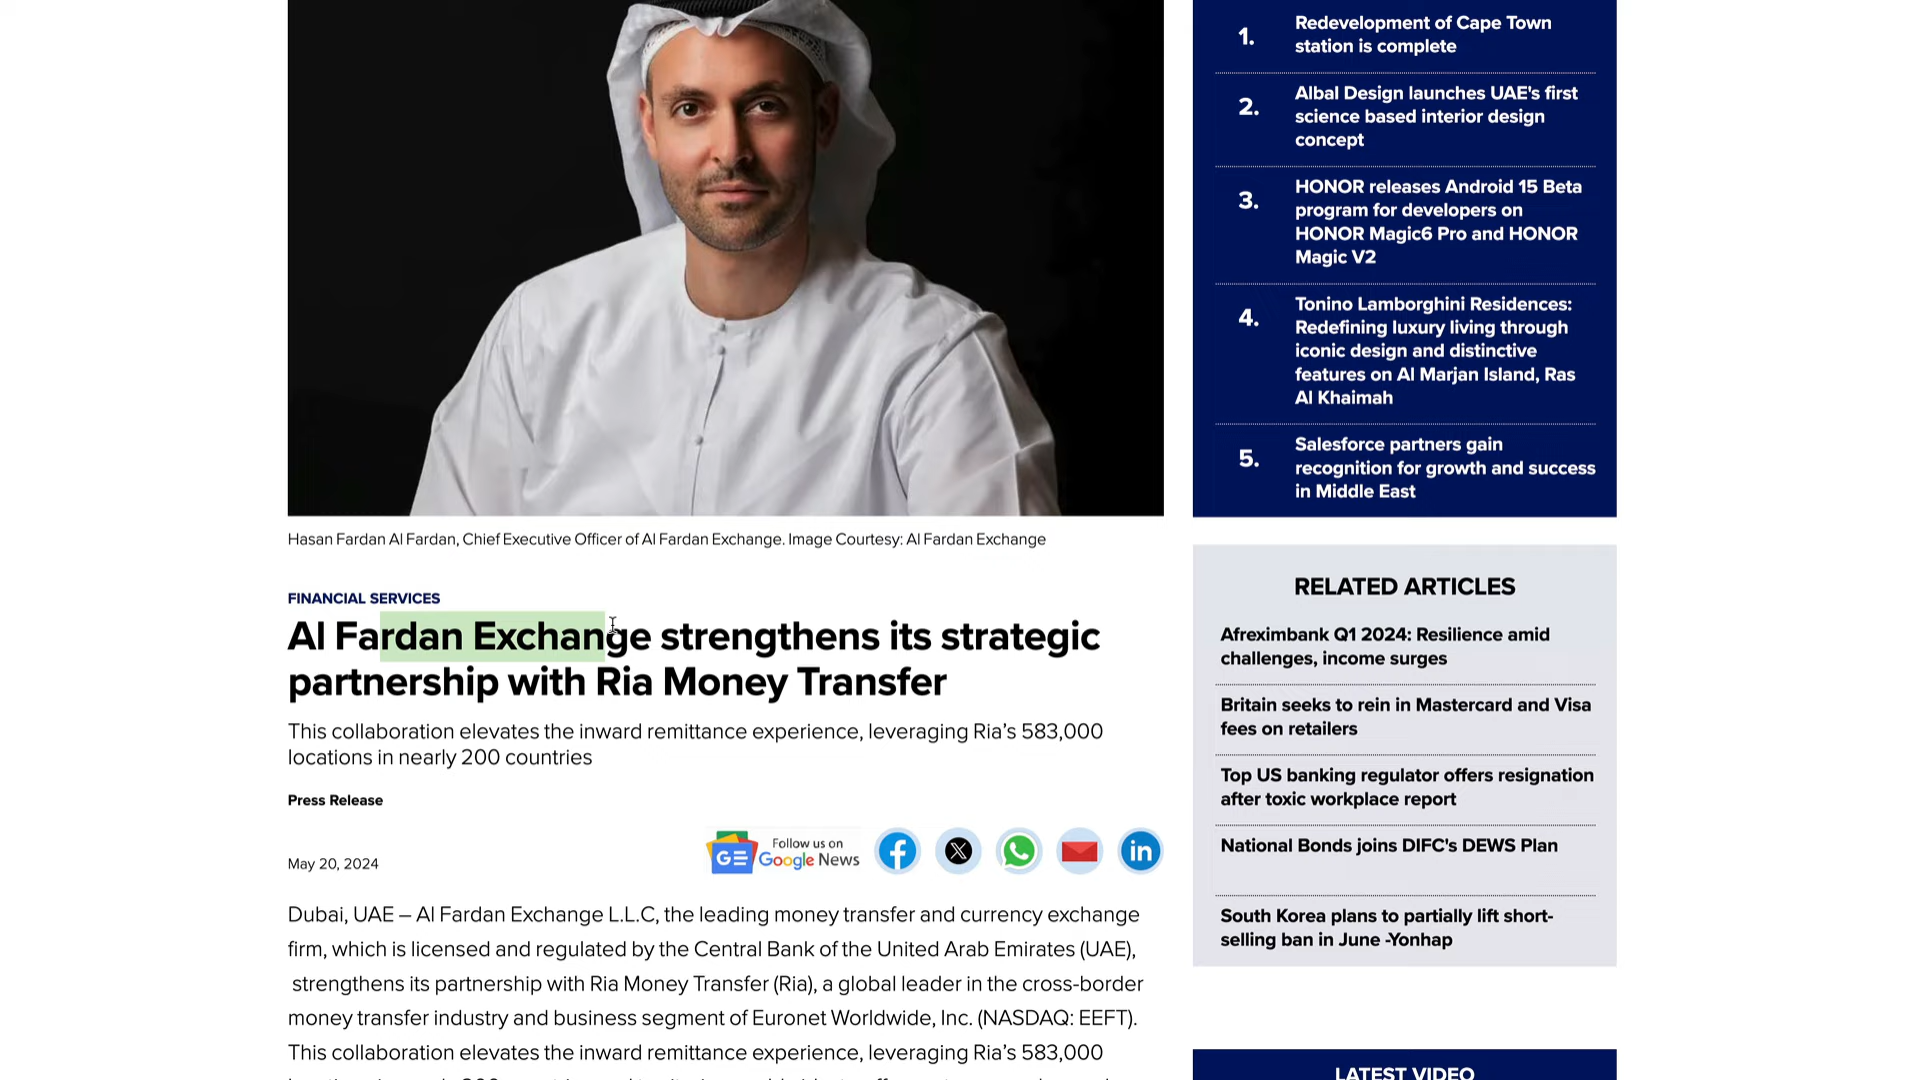 1.
Redevelopment of Cape Town
station is complete
2.
Albal Design launches UAE's first
science based interior design
concept
3.
HONOR releases Android 15 Beta
program for developers on
HONOR Magic6 Pro and HONOR
Magic V2
4.
Tonino Lamborghini Residences:
Redefining luxury living through
iconic design and distinctive
features on Al Marjan Island, Ras
Al Khaimah
5.
Salesforce partners gain
recognition for growth and success
in Middle East
Hasan Fardan Al Fardan, Chief Executive Officer of Al Fardan Exchange. Image Courtesy: Al Fardan Exchange
FINANCIAL SERVICES
Al Fardan Exchange strengthens its strategic
partnership with Ria Money Transfer
This collaboration elevates the inward remittance experience, leveraging Ria’s 583,000
locations in nearly 200 countries
Press Release
May 20, 2024
GE
Follow us on
Google News
f
X
in
Dubai, UAE – Al Fardan Exchange L.L.C, the leading money transfer and currency exchange
firm, which is licensed and regulated by the Central Bank of the United Arab Emirates (UAE),
strengthens its partnership with Ria Money Transfer (Ria), a global leader in the cross-border
money transfer industry and business segment of Euronet Worldwide, Inc. (NASDAQ: EEFT).
This collaboration elevates the inward remittance experience, leveraging Ria’s 583,000
RELATED ARTICLES
Afreximbank Q1 2024: Resilience amid
challenges, income surges
Britain seeks to rein in Mastercard and Visa
fees on retailers
Top US banking regulator offers resignation
after toxic workplace report
National Bonds joins DIFC's DEWS Plan
South Korea plans to partially lift short-
selling ban in June -Yonhap
LATEST VIDEO